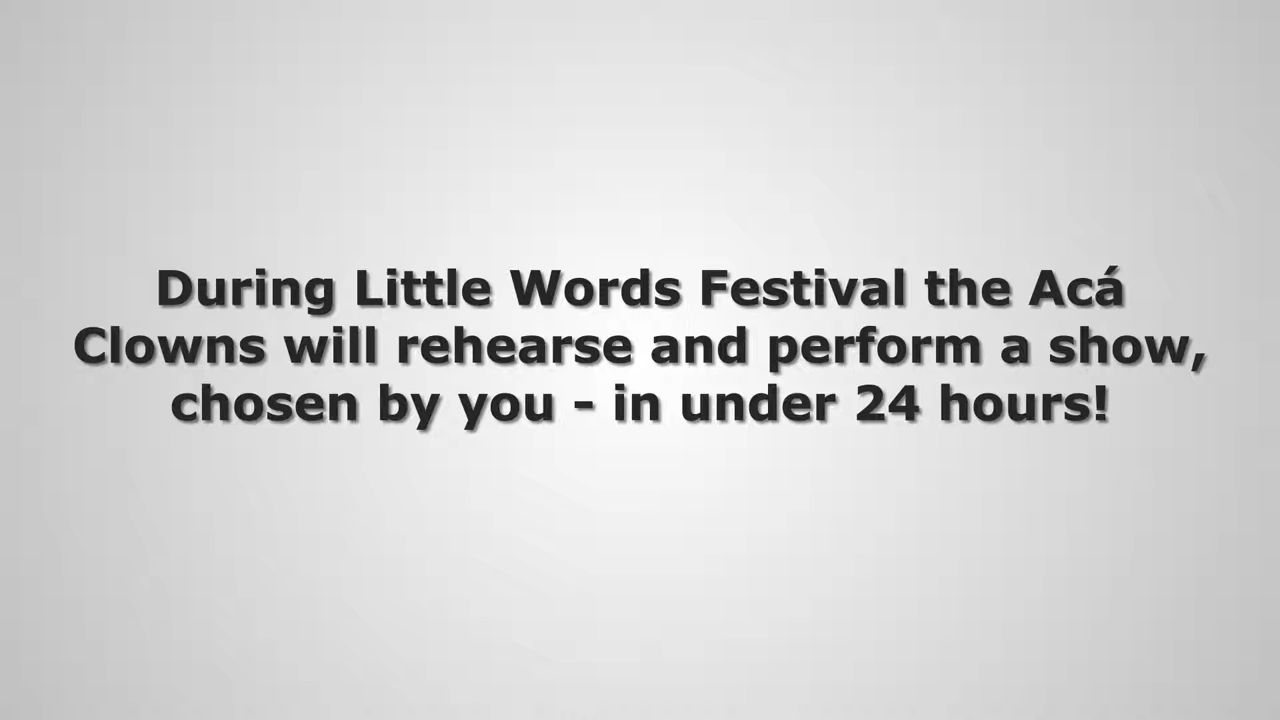 During Little Words Festival the Acá
Clowns will rehearse and perform a show,
chosen by you - in under 24 hours!